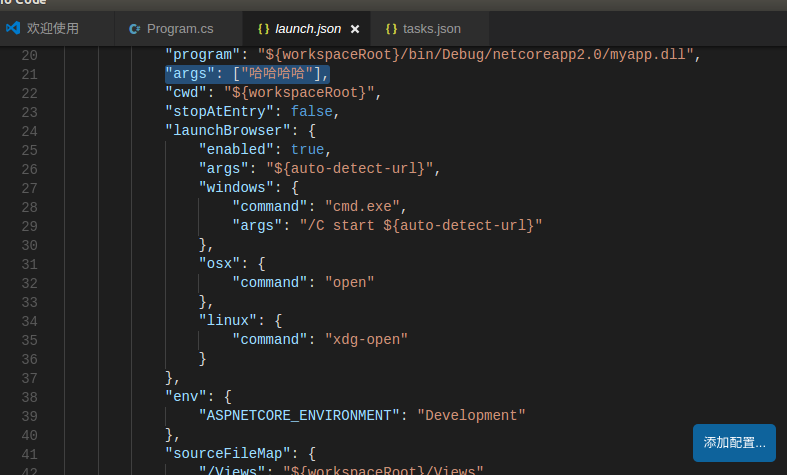 io Code
欢迎使用 Program.cs launch.json tasks.json
20 "program": "${workspaceRoot}/bin/Debug/netcoreapp2.0/myapp.dll",
21 "args": ["哈哈哈哈"],
22 "cwd": "${workspaceRoot}",
23 "stopAtEntry": false,
24 "launchBrowser": {
25 "enabled": true,
26 "args": "${auto-detect-url}",
27 "windows": {
28 "command": "cmd.exe",
29 "args": "/C start ${auto-detect-url}"
30 },
31 "osx": {
32 "command": "open"
33 },
34 "linux": {
35 "command": "xdg-open"
36 }
37 },
38 "env": {
39 "ASPNETCORE_ENVIRONMENT": "Development"
40 },
41 "sourceFileMap": {
42 "/Views": "${workspaceRoot}/Views"
添加配置...